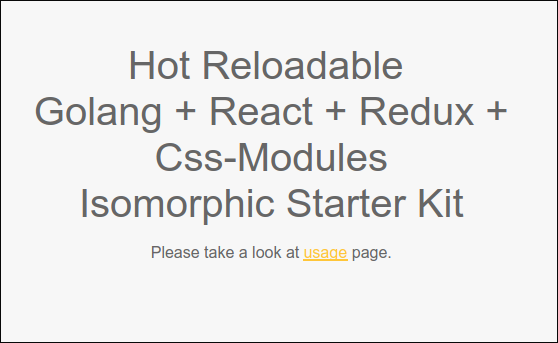 Hot Reloadable
Golang + React + Redux +
Css-Modules
Isomorphic Starter Kit
Please take a look at usage page.